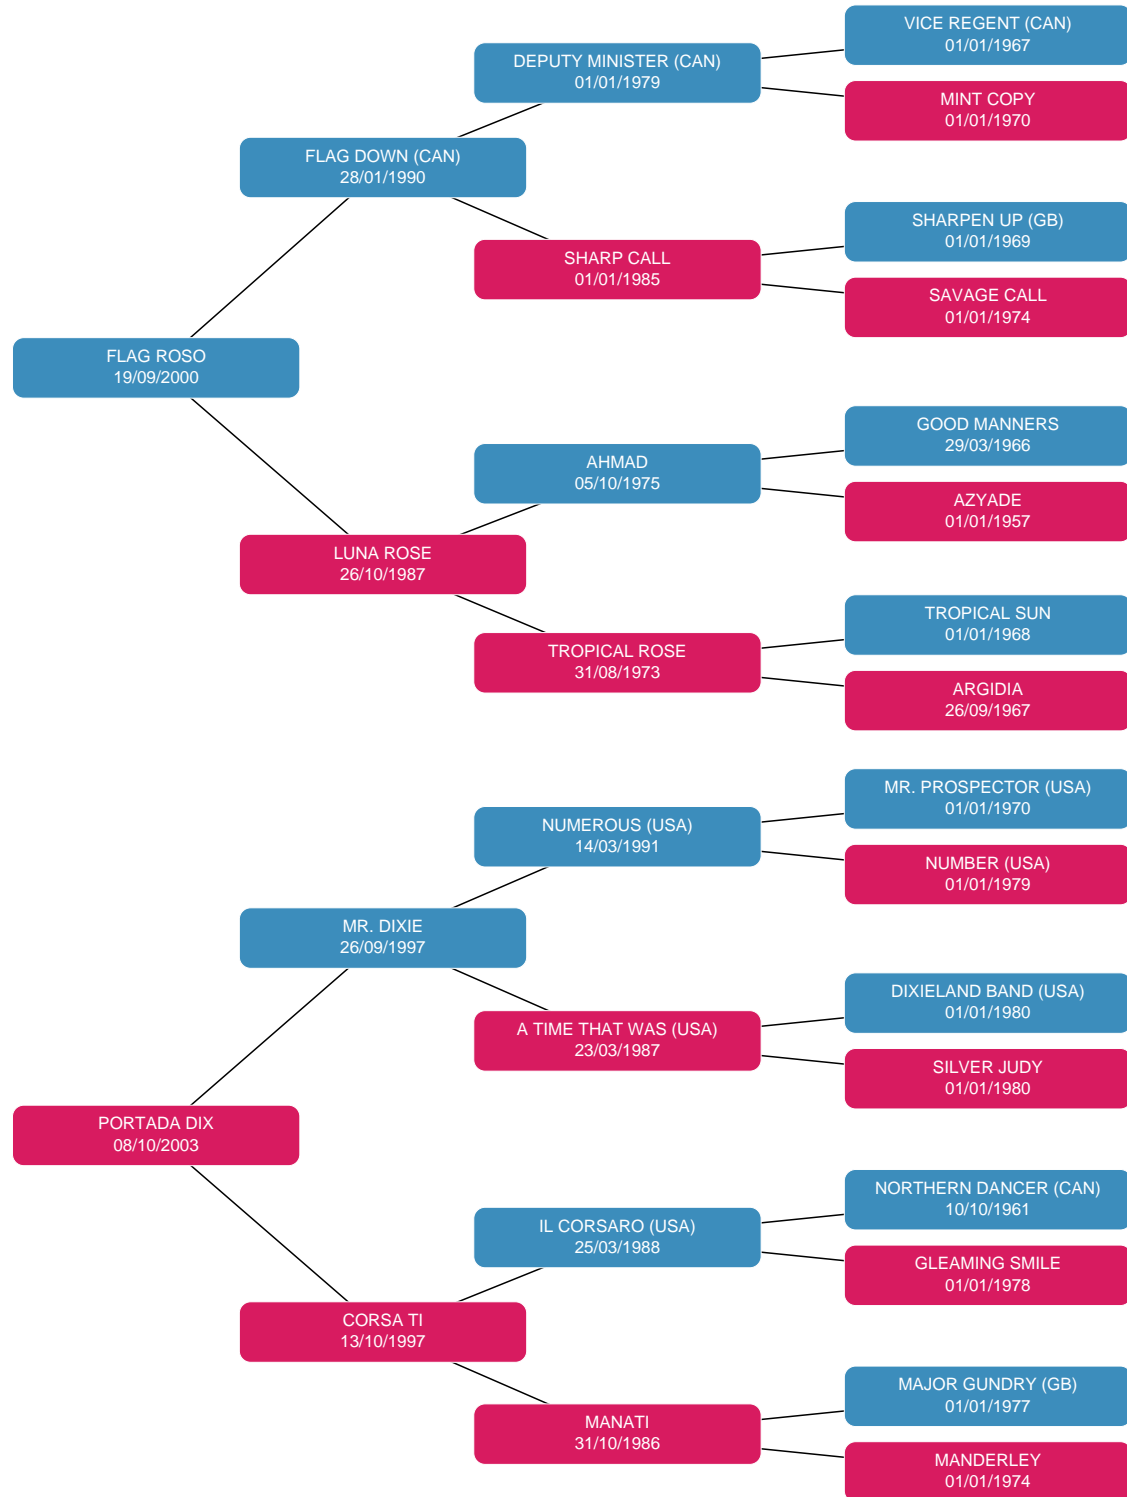 VICE REGENT (CAN)
01/01/1967
DEPUTY MINISTER (CAN)
01/01/1979
MINT COPY
01/01/1970
FLAG DOWN (CAN)
28/01/1990
SHARPEN UP (GB)
01/01/1969
SHARP CALL
01/01/1985
SAVAGE CALL
01/01/1974
FLAG ROSO
19/09/2000
GOOD MANNERS
29/03/1966
AHMAD
05/10/1975
AZYADE
01/01/1957
LUNA ROSE
26/10/1987
TROPICAL SUN
01/01/1968
TROPICAL ROSE
31/08/1973
ARGIDIA
26/09/1967
MR. PROSPECTOR (USA)
01/01/1970
NUMEROUS (USA)
14/03/1991
NUMBER (USA)
01/01/1979
MR. DIXIE
26/09/1997
DIXIELAND BAND (USA)
01/01/1980
A TIME THAT WAS (USA)
23/03/1987
SILVER JUDY
01/01/1980
PORTADA DIX
08/10/2003
NORTHERN DANCER (CAN)
10/10/1961
IL CORSARO (USA)
25/03/1988
GLEAMING SMILE
01/01/1978
CORSA TI
13/10/1997
MAJOR GUNDRY (GB)
01/01/1977
MANATI
31/10/1986
MANDERLEY
01/01/1974